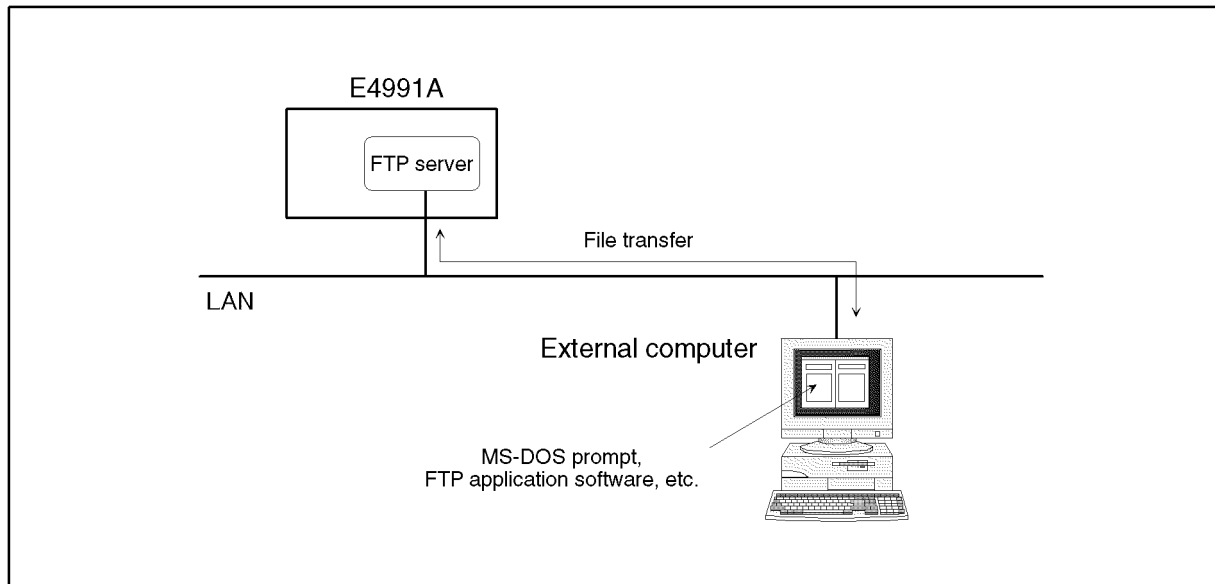 E4991A
FTP server
File transfer
LAN
External computer
MS-DOS prompt,
FTP application software, etc.